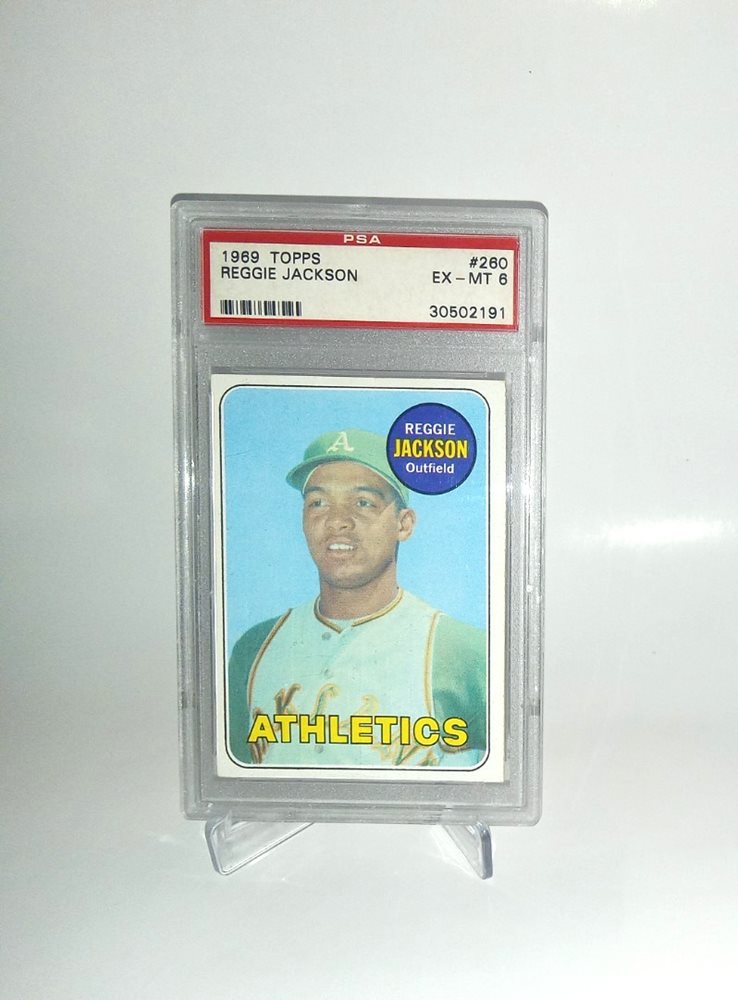 PSA
1969 TOPPS #260
REGGIE JACKSON EX-MT 6
30502191
A
REGGIE
JACKSON
Outfield
ATHLETICS